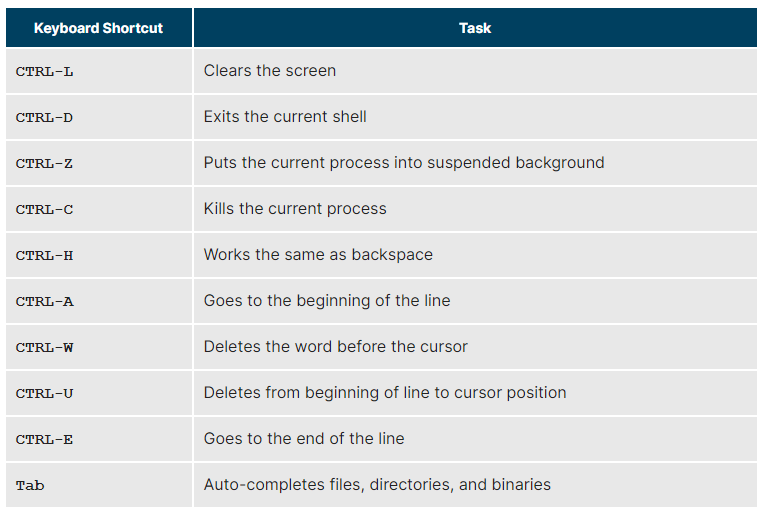 Keyboard Shortcut Task
CTRL-L Clears the screen
CTRL-D Exits the current shell
CTRL-Z Puts the current process into suspended background
CTRL-C Kills the current process
CTRL-H Works the same as backspace
CTRL-A Goes to the beginning of the line
CTRL-W Deletes the word before the cursor
CTRL-U Deletes from beginning of line to cursor position
CTRL-E Goes to the end of the line
Tab Auto-completes files, directories, and binaries